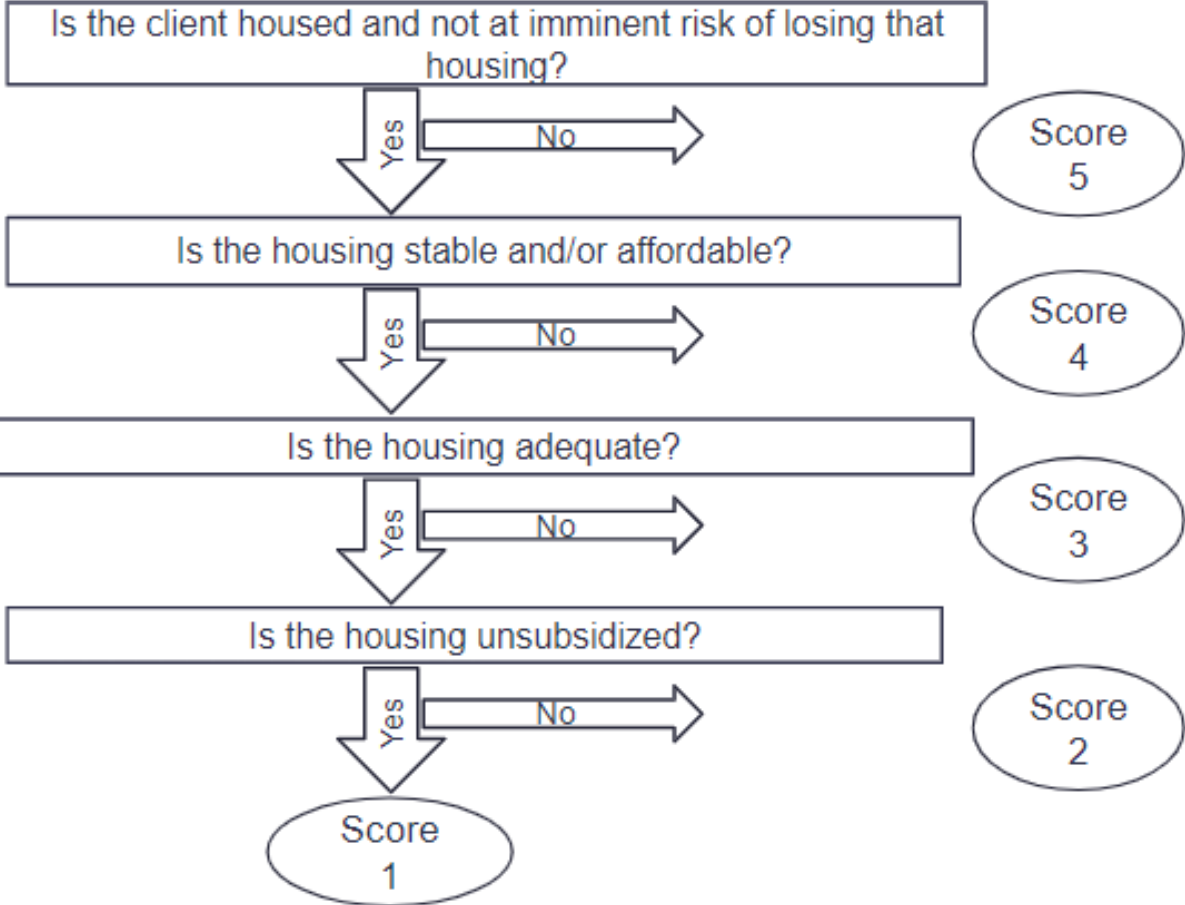 Is the client housed and not at imminent risk of losing that
housing?
Yes
No
Score
5
Is the housing stable and/or affordable?
Yes
No
Score
4
Is the housing adequate?
Yes
No
Score
3
Is the housing unsubsidized?
Yes
No
Score
2
Score
1